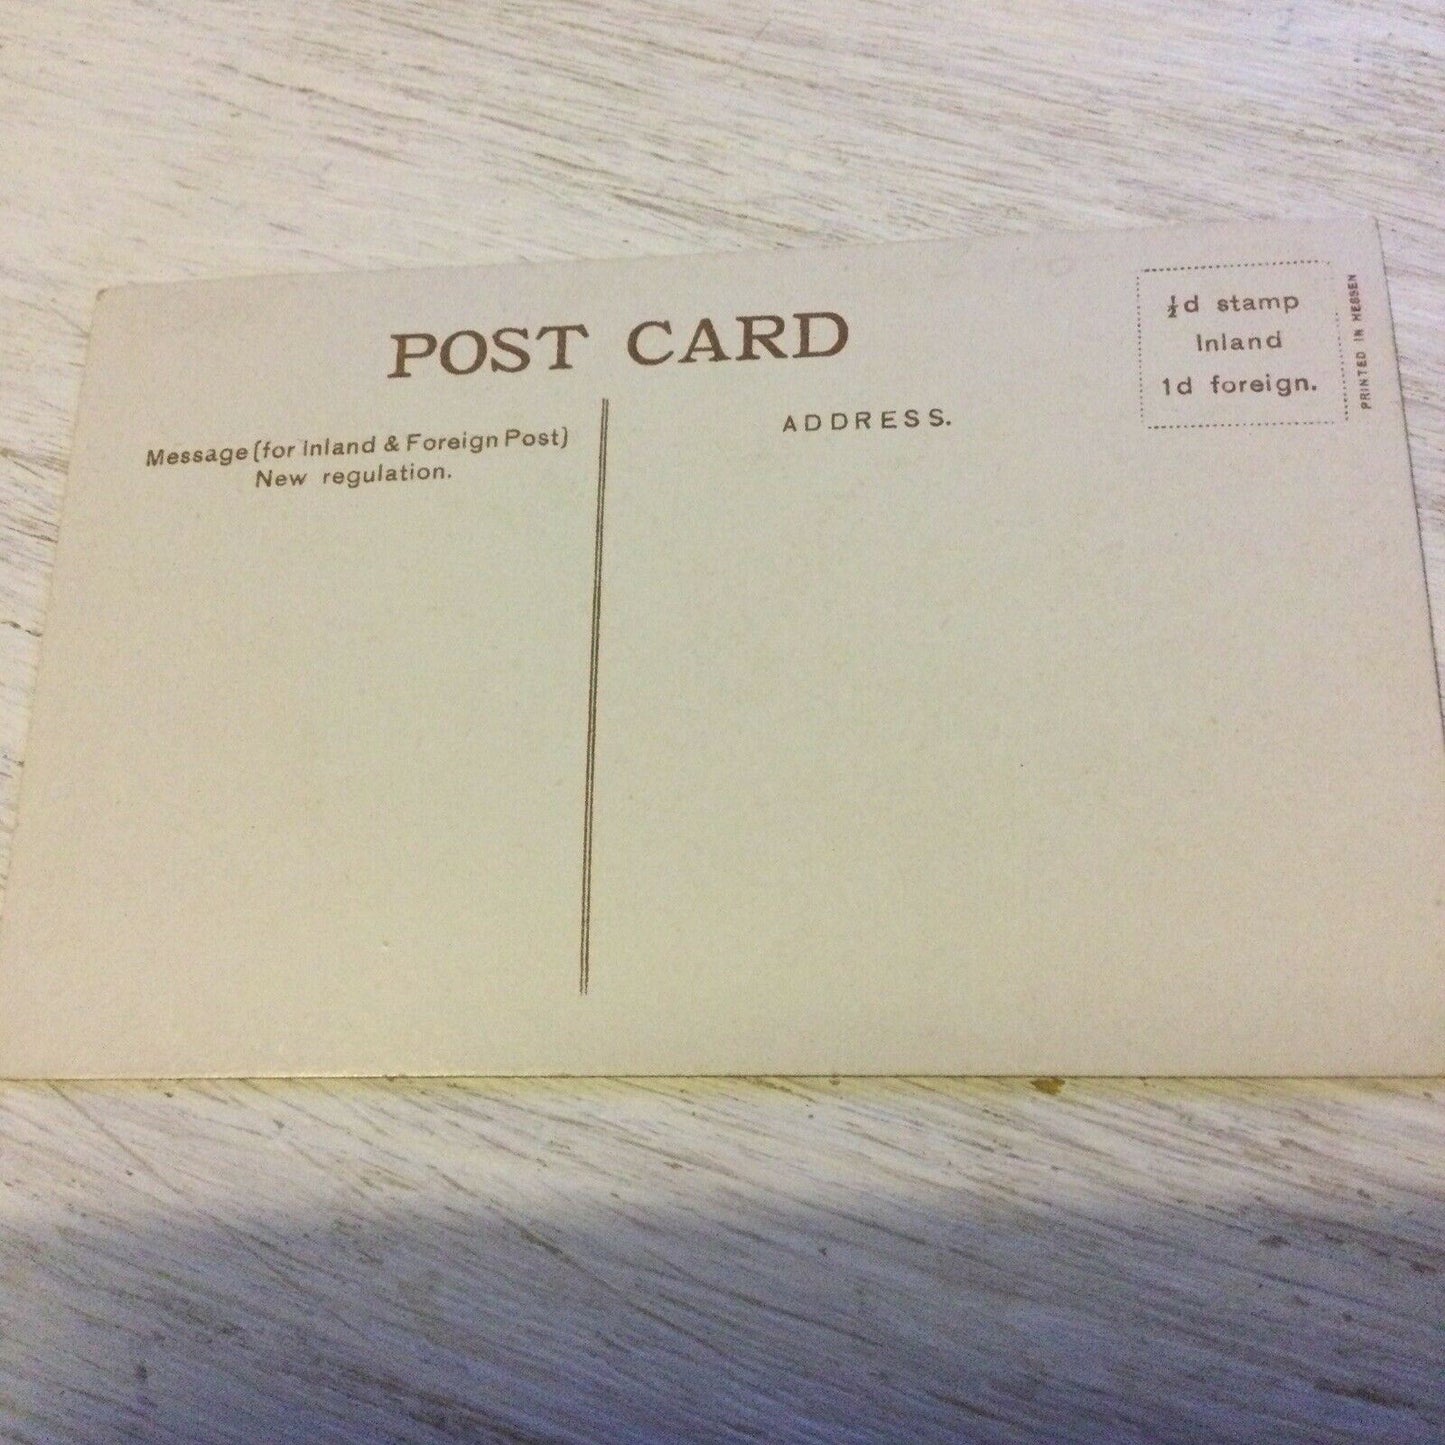 POST CARD
Message (for Inland & Foreign Post)
New regulation.
ADDRESS.
½d stamp
Inland
1d foreign.
PRINTED IN HESSEN